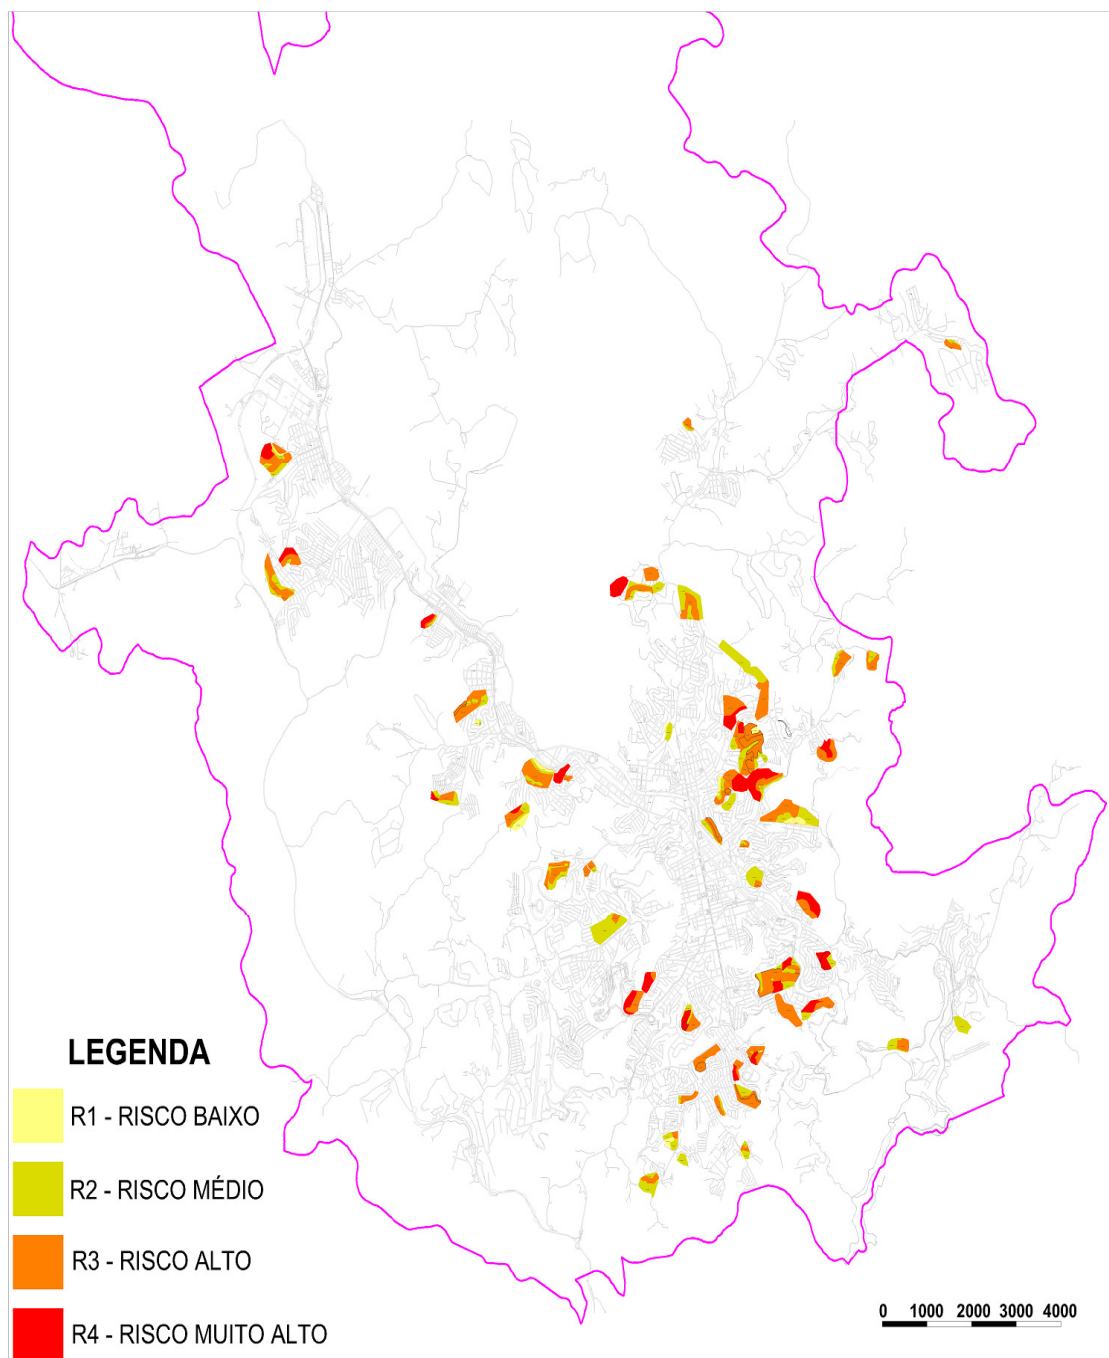 LEGENDA
R1 - RISCO BAIXO
R2 - RISCO MÉDIO
R3 - RISCO ALTO
R4 - RISCO MUITO ALTO
0 1000 2000 3000 4000